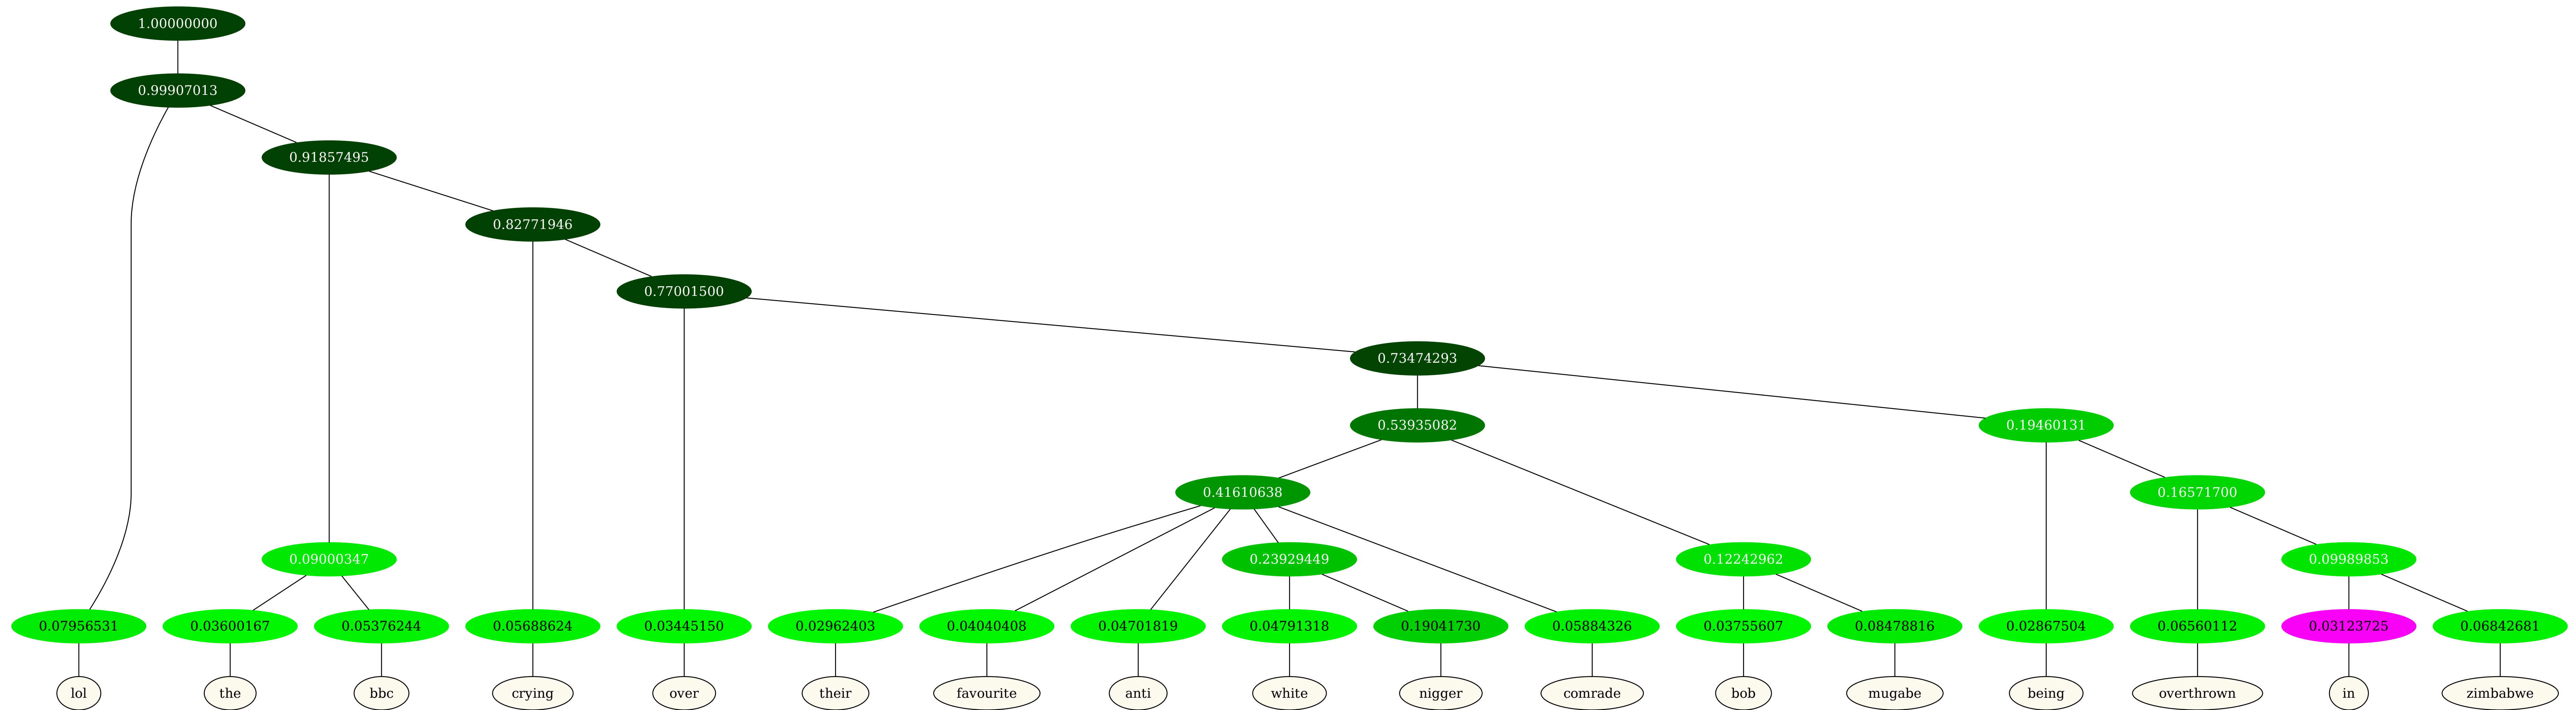 1.00000000
0.99907013
0.91857495
0.82771946
0.77001500
0.73474293
0.53935082 0.19460131
0.41610638 0.16571700
0.09000347 0.23929449 0.12242962 0.09989853
0.07956531 0.03600167 0.05376244 0.05688624 0.03445150 0.02962403 0.04040408 0.04701819 0.04791318 0.19041730 0.05884326 0.03755607 0.08478816 0.02867504 0.06560112 0.03123725 0.06842681
lol the bbc crying over their favourite anti white nigger comrade bob mugabe being overthrown in zimbabwe